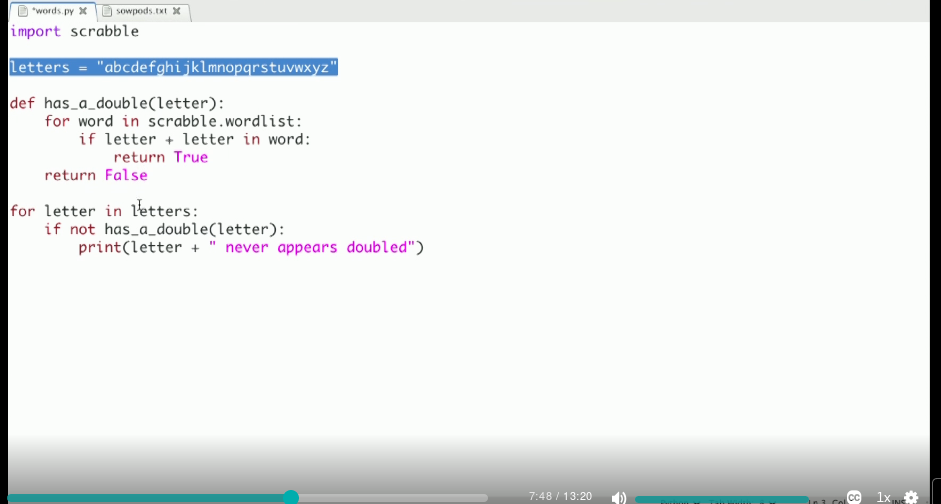 *words.py
sowpods.txt
import scrabble
letters = "abcdefghijklmnopqrstuvwxyz"
def has_a_double(letter):
    for word in scrabble.wordlist:
        if letter + letter in word:
            return True
    return False
for letter in letters:
    if not has_a_double(letter):
        print(letter + " never appears doubled")
7:48 / 13:20
CC
1x